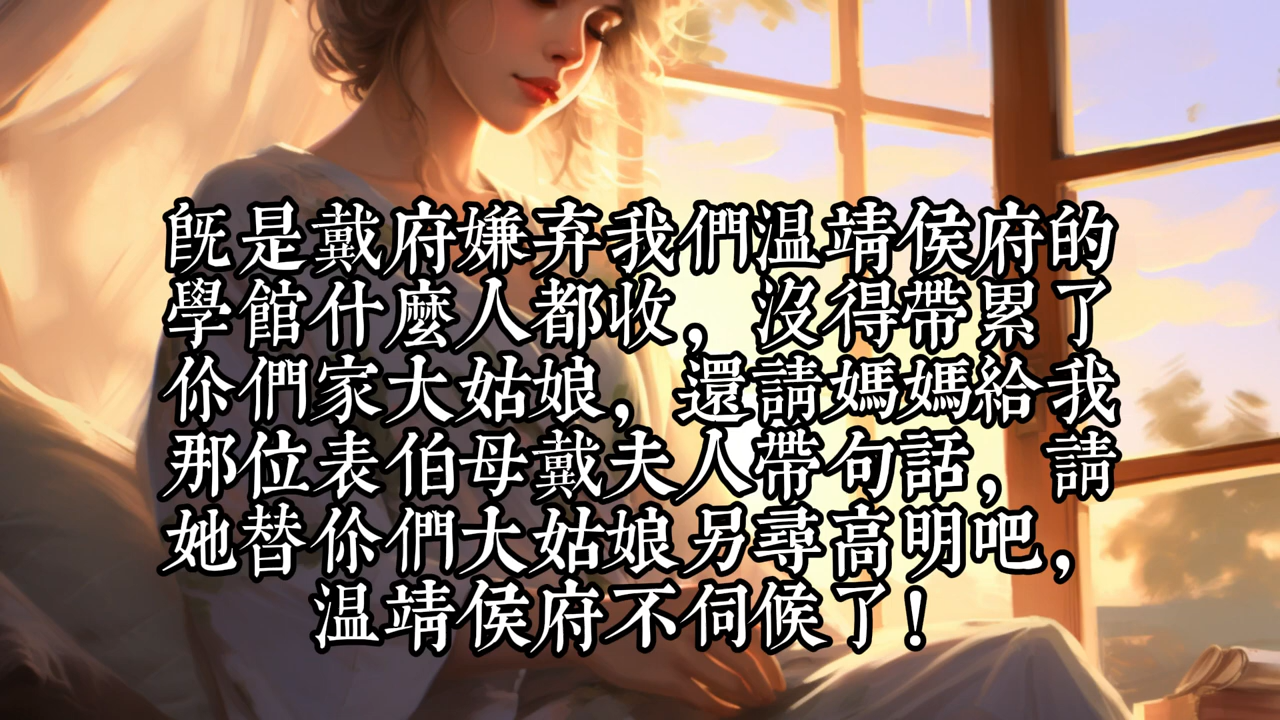 既是戴府嫌弃我們温靖侯府的
學館什麼人都收，沒得帶累了
伱們家大姑娘，還請媽媽給我
那位表伯母戴夫人帶句話，請
她替伱們大姑娘另尋高明吧，
温靖侯府不伺候了！